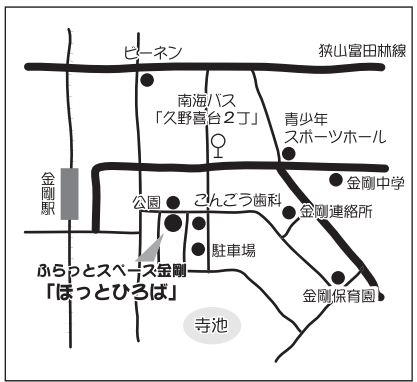 ビーネン
狭山富田林線
南海バス
「久野喜台２丁」
青少年
スポーツホール
金剛駅
金剛中学
公園
こんごう歯科
金剛連絡所
駐車場
ふらっとスペース金剛
「ほっとひろば」
金剛保育園
寺池